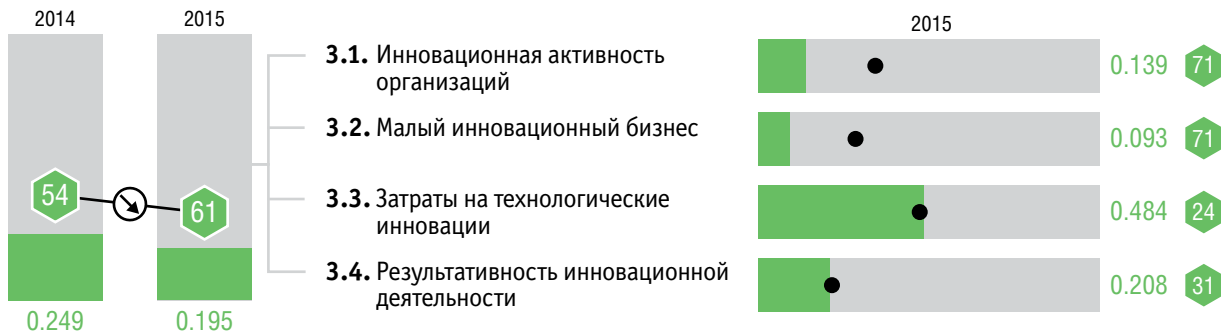 2014
2015
54
61
0.249
0.195
3.1. Инновационная активность
организаций
3.2. Малый инновационный бизнес
3.3. Затраты на технологические
инновации
3.4. Результативность инновационной
деятельности
2015
0.139 71
0.093 71
0.484 24
0.208 31